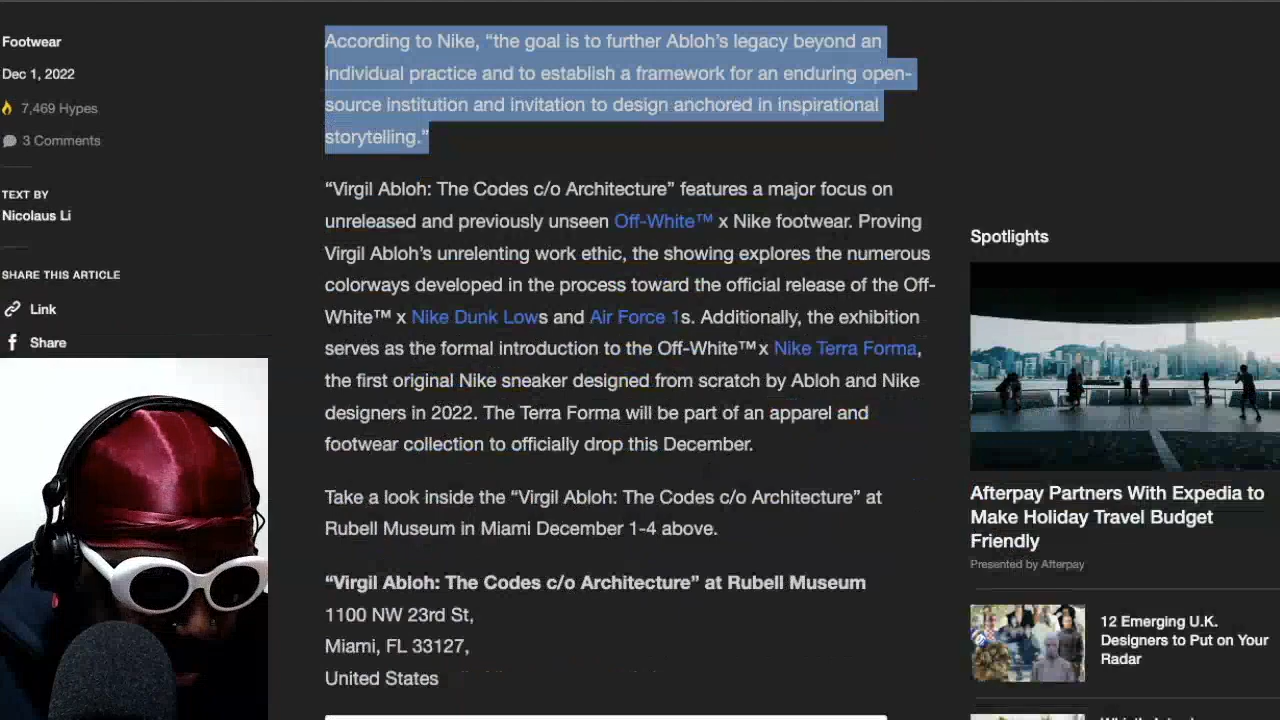 Footwear
Dec 1, 2022
7,469 Hypes
3 Comments
TEXT BY
Nicolaus Li
SHARE THIS ARTICLE
Link
Share
According to Nike, “the goal is to further Abloh’s legacy beyond an
individual practice and to establish a framework for an enduring open-
source institution and invitation to design anchored in inspirational
storytelling.”
“Virgil Abloh: The Codes c/o Architecture” features a major focus on
unreleased and previously unseen Off-White™ x Nike footwear. Proving
Virgil Abloh’s unrelenting work ethic, the showing explores the numerous
colorways developed in the process toward the official release of the Off-
White™ x Nike Dunk Lows and Air Force 1s. Additionally, the exhibition
serves as the formal introduction to the Off-White™ x Nike Terra Forma,
the first original Nike sneaker designed from scratch by Abloh and Nike
designers in 2022. The Terra Forma will be part of an apparel and
footwear collection to officially drop this December.
Take a look inside the “Virgil Abloh: The Codes c/o Architecture” at
Rubell Museum in Miami December 1-4 above.
“Virgil Abloh: The Codes c/o Architecture” at Rubell Museum
1100 NW 23rd St,
Miami, FL 33127,
United States
Spotlights
Afterpay Partners With Expedia to
Make Holiday Travel Budget
Friendly
Presented by Afterpay
12 Emerging U.K.
Designers to Put on Your
Radar